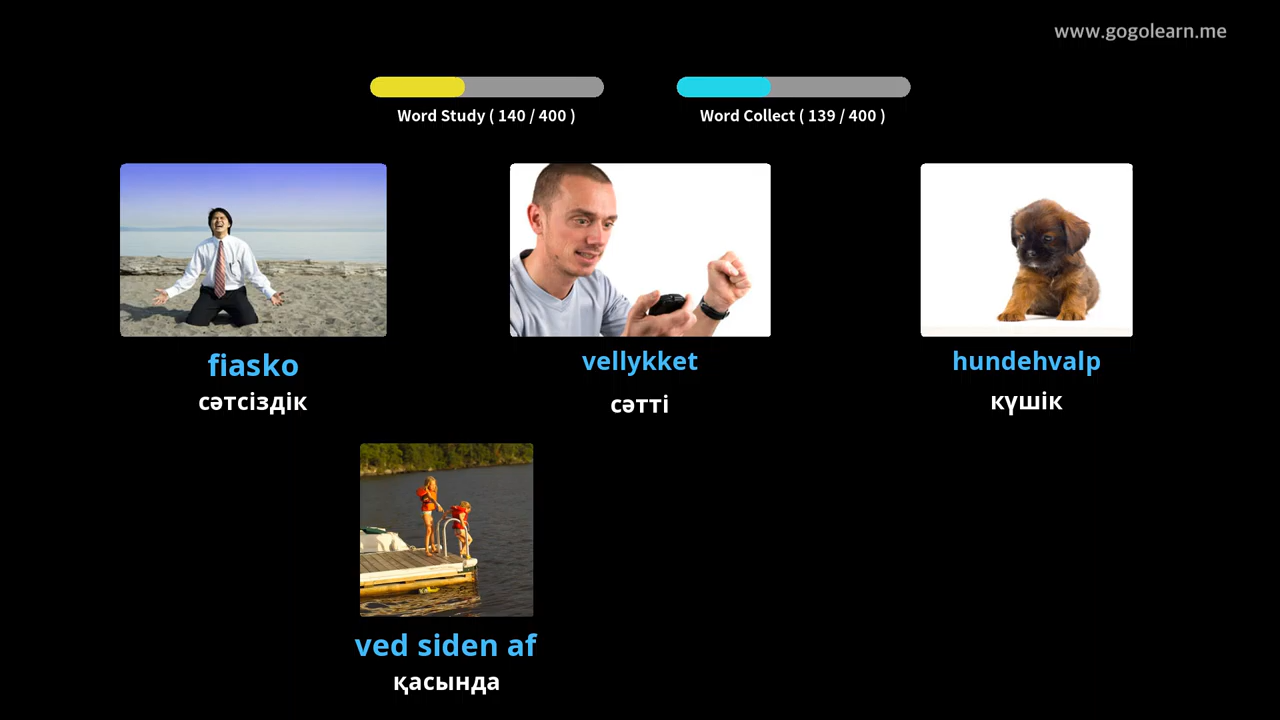 www.gogolearn.me
Word Study ( 140 / 400 )
Word Collect ( 139 / 400 )
fiasko
сәтсіздік
vellykket
сәтті
hundehvalp
күшік
ved siden af
қасында